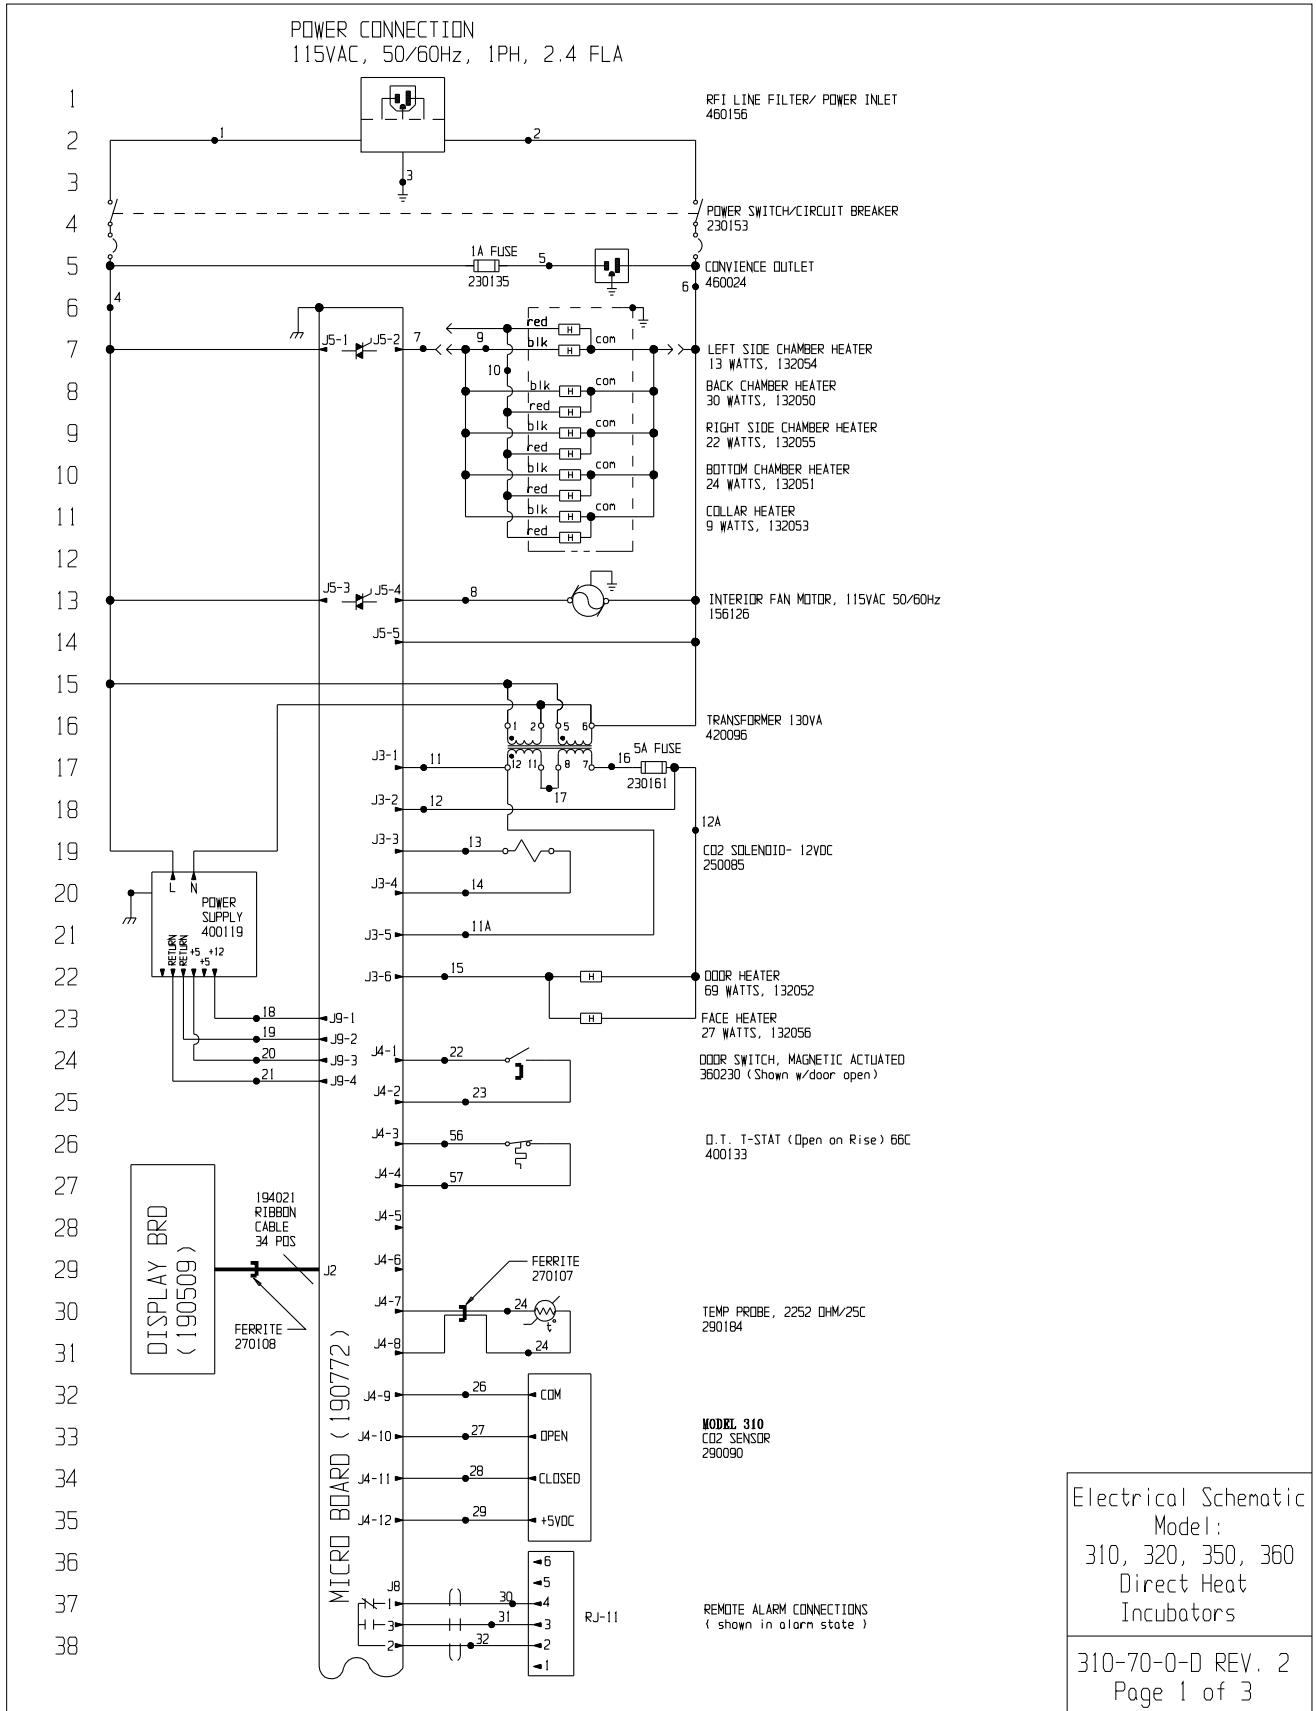 POWER CONNECTION
115VAC, 50/60Hz, 1PH, 2.4 FLA
1
RFI LINE FILTER/ POWER INLET
460156
2
1
2
3
3
4
POWER SWITCH/CIRCUIT BREAKER
230153
5
1A FUSE
230135
5
CONVIENCE OUTLET
460024
6
4
6
7
J5-1
J5-2
7
9
red
blk
com
LEFT SIDE CHAMBER HEATER
13 WATTS, 132054
10
H
H
8
blk
com
red
H
H
BACK CHAMBER HEATER
30 WATTS, 132050
9
blk
com
red
H
H
RIGHT SIDE CHAMBER HEATER
22 WATTS, 132055
10
blk
com
red
H
H
BOTTOM CHAMBER HEATER
24 WATTS, 132051
11
blk
com
red
H
H
COLLAR HEATER
9 WATTS, 132053
12
13
J5-3
J5-4
8
INTERIOR FAN MOTOR, 115VAC 50/60Hz
156126
14
J5-5
15
16
1
2
5
6
TRANSFORMER 130VA
420096
17
J3-1
11
12
11
8
7
16
5A FUSE
230161
17
18
J3-2
12
12A
19
J3-3
13
CO2 SOLENOID- 12VDC
250085
20
L
N
POWER
SUPPLY
400119
J3-4
14
21
RETURN
RETURN
+5
+5
+12
J3-5
11A
22
J3-6
15
H
DOOR HEATER
69 WATTS, 132052
23
18
J9-1
H
FACE HEATER
27 WATTS, 132056
19
J9-2
24
20
J9-3
J4-1
22
DOOR SWITCH, MAGNETIC ACTUATED
360230 (Shown w/door open)
21
J9-4
25
J4-2
23
26
J4-3
56
O.T. T-STAT (Open on Rise) 66C
400133
27
J4-4
57
28
194021
RIBBON
CABLE
34 POS
J4-5
29
DISPLAY BRD
(190509)
J2
J4-6
FERRITE
270107
30
J4-7
24
t°
TEMP PROBE, 2252 OHM/25C
290184
FERRITE
270108
31
J4-8
24
MICRO BOARD (190772)
32
J4-9
26
COM
33
J4-10
27
OPEN
MODEL 310
CO2 SENSOR
290090
34
J4-11
28
CLOSED
35
J4-12
29
+5VDC
36
6
5
37
J8
1
30
4
RJ-11
REMOTE ALARM CONNECTIONS
( shown in alarm state )
3
31
3
38
2
32
2
1
Electrical Schematic
Model:
310, 320, 350, 360
Direct Heat
Incubators
310-70-0-D REV. 2
Page 1 of 3